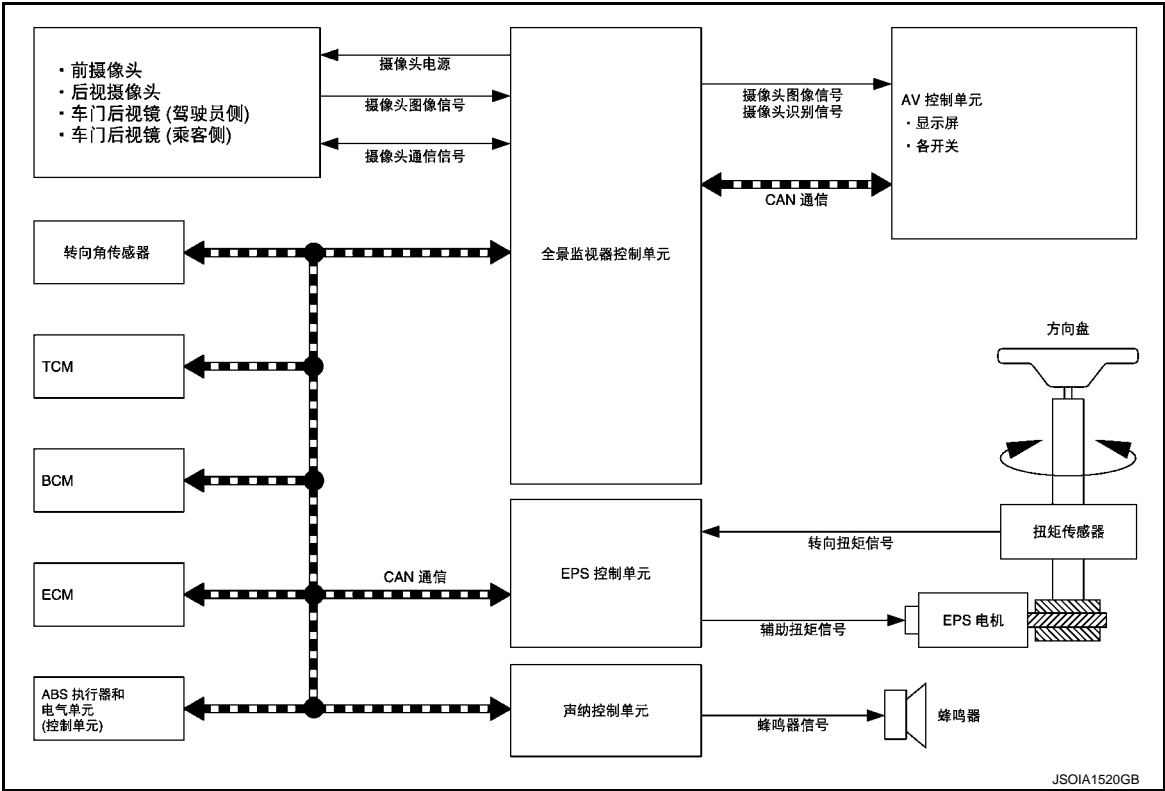 ・前摄像头
・后视摄像头
・车门后视镜 (驾驶员侧)
・车门后视镜 (乘客侧)
摄像头电源
摄像头图像信号
摄像头通信信号
全景监视器控制单元
摄像头图像信号
摄像头识别信号
CAN 通信
AV 控制单元
・显示屏
・各开关
转向角传感器
TCM
BCM
ECM
ABS 执行器和
电气单元
(控制单元)
CAN 通信
EPS 控制单元
声纳控制单元
方向盘
扭矩传感器
转向扭矩信号
辅助扭矩信号
EPS 电机
蜂鸣器信号
蜂鸣器
JSOIA1520GB